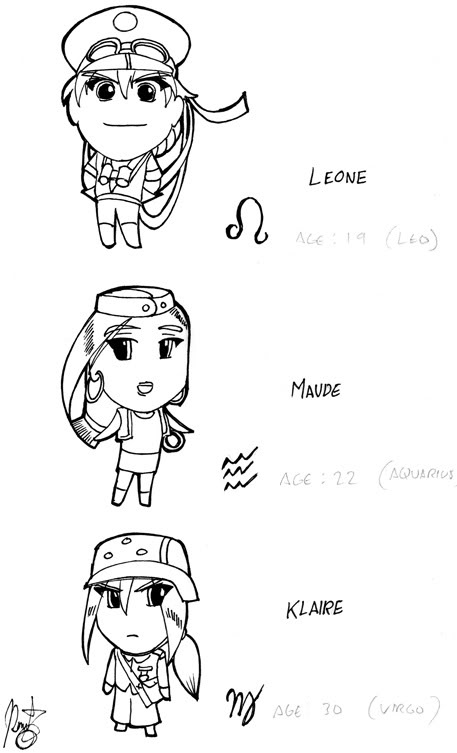 LEONE
AGE: 19 (LEO)
MAUDE
AGE: 22 (AQUARIUS
KLAIRE
AGE: 30 (VIRGO)